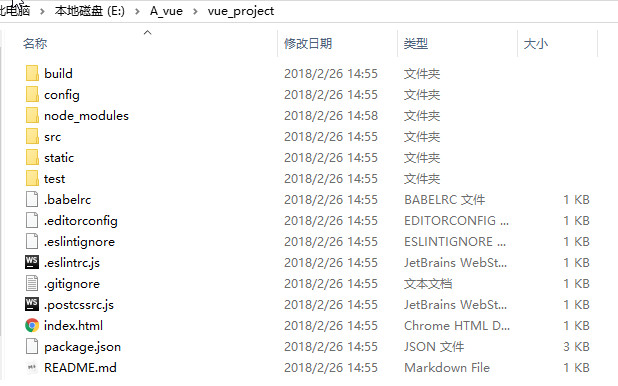 此电脑 > 本地磁盘 (E:) > A_vue > vue_project
名称 修改日期 类型 大小
build 2018/2/26 14:55 文件夹
config 2018/2/26 14:55 文件夹
node_modules 2018/2/26 14:58 文件夹
src 2018/2/26 14:55 文件夹
static 2018/2/26 14:55 文件夹
test 2018/2/26 14:55 文件夹
.babelrc 2018/2/26 14:55 BABELRC 文件 1 KB
.editorconfig 2018/2/26 14:55 EDITORCONFIG ... 1 KB
.eslintignore 2018/2/26 14:55 ESLINTIGNORE ... 1 KB
WS .eslintrc.js 2018/2/26 14:55 JetBrains WebSt... 1 KB
.gitignore 2018/2/26 14:55 文本文档 1 KB
WS .postcssrc.js 2018/2/26 14:55 JetBrains WebSt... 1 KB
index.html 2018/2/26 14:55 Chrome HTML D... 1 KB
package.json 2018/2/26 14:55 JSON 文件 3 KB
README.md 2018/2/26 14:55 Markdown File 1 KB